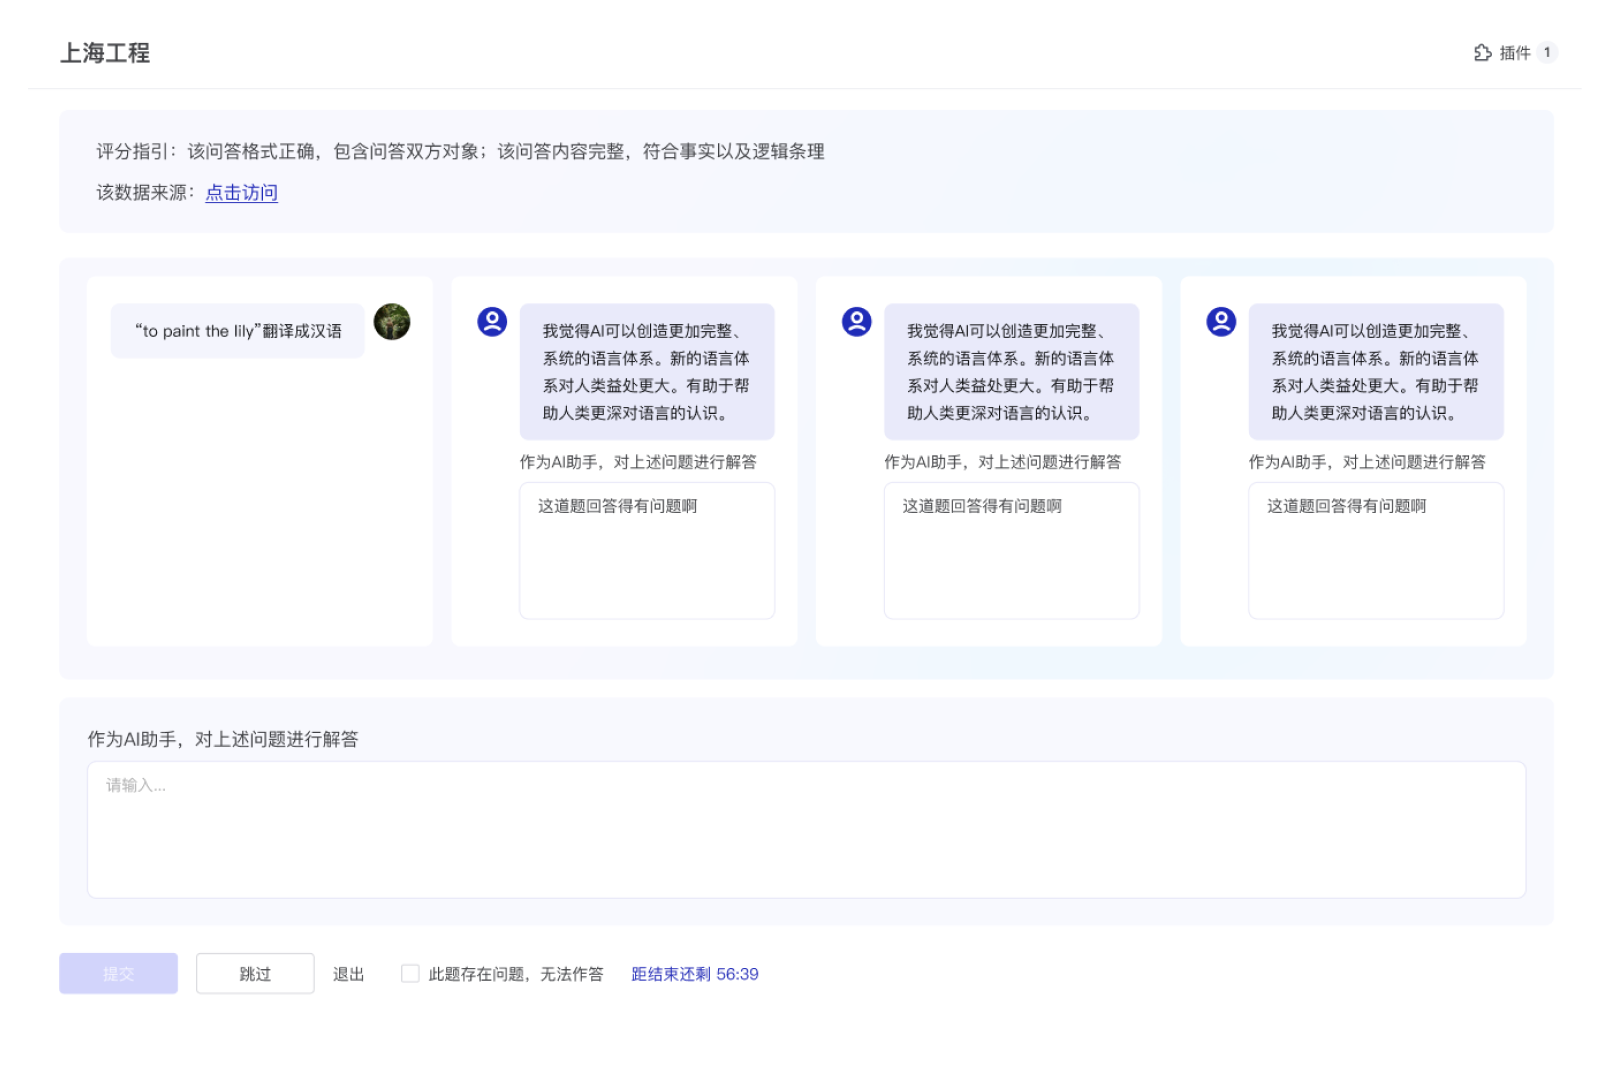 上海工程
插件 1
评分指引：该问答格式正确，包含问答双方对象；该问答内容完整，符合事实以及逻辑条理
该数据来源：点击访问
“to paint the lily”翻译成汉语
我觉得AI可以创造更加完整、
系统的语言体系。新的语言体
系对人类益处更大。有助于帮
助人类更深对语言的认识。
作为AI助手，对上述问题进行解答
这道题回答得有问题啊
我觉得AI可以创造更加完整、
系统的语言体系。新的语言体
系对人类益处更大。有助于帮
助人类更深对语言的认识。
作为AI助手，对上述问题进行解答
这道题回答得有问题啊
我觉得AI可以创造更加完整、
系统的语言体系。新的语言体
系对人类益处更大。有助于帮
助人类更深对语言的认识。
作为AI助手，对上述问题进行解答
这道题回答得有问题啊
作为AI助手，对上述问题进行解答
请输入...
提交 跳过 退出 此题存在问题，无法作答 距结束还剩 56:39